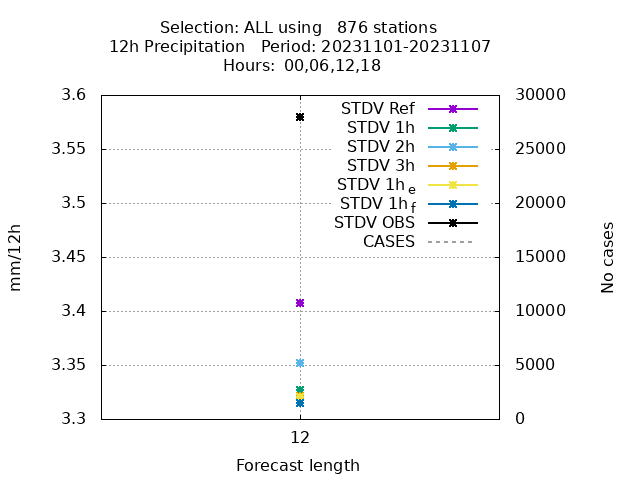 Selection: ALL using   876 stations
12h Precipitation   Period: 20231101-20231107
Hours:  00,06,12,18
3.6
3.55
3.5
3.45
3.4
3.35
3.3
mm/12h
STDV Ref
STDV 1h
STDV 2h
STDV 3h
STDV 1h e
STDV 1h f
STDV OBS
CASES
30000
25000
20000
15000
10000
5000
0
No cases
12
Forecast length